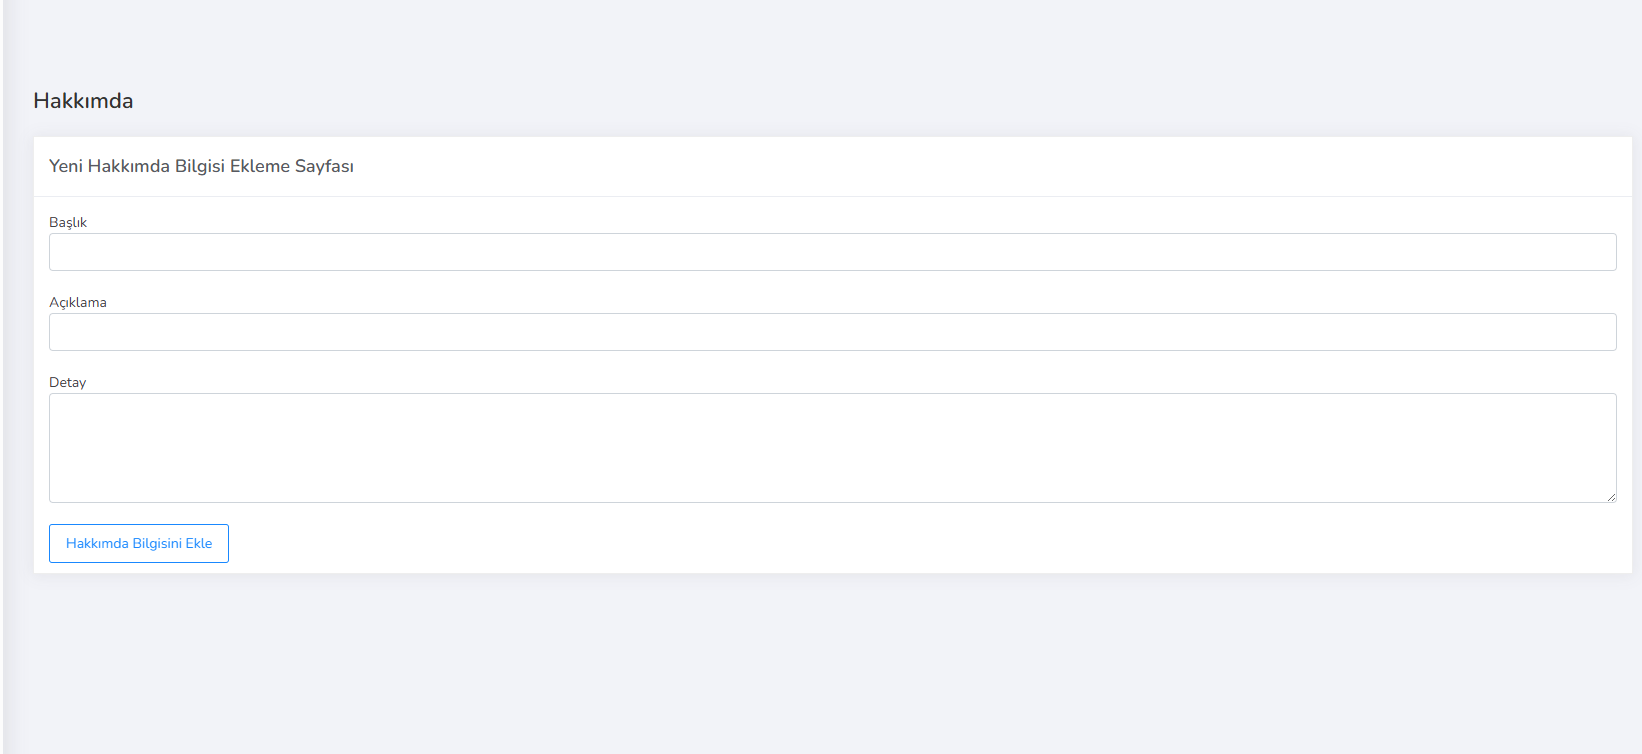 Hakkımda
Yeni Hakkımda Bilgisi Ekleme Sayfası
Başlık
Açıklama
Detay
Hakkımda Bilgisini Ekle